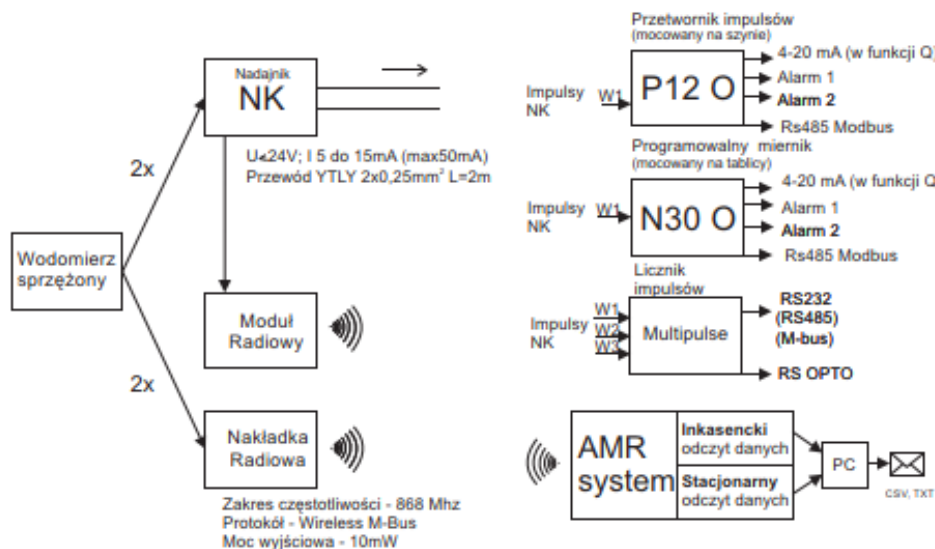 Nadajnik
NK
2x
U≤24V; I 5 do 15mA (max50mA)
Przewód YTLY 2x0,25mm² L=2m
Wodomierz
sprzężony
Moduł
Radiowy
2x
Nakładka
Radiowa
Zakres częstotliwości - 868 Mhz
Protokół - Wireless M-Bus
Moc wyjściowa - 10mW
Przetwornik impulsów
(mocowany na szynie)
Impulsy
NK
W1
P12 O
4-20 mA (w funkcji Q)
Alarm 1
Alarm 2
Rs485 Modbus
Programowalny miernik
(mocowany na tablicy)
Impulsy
NK
W1
N30 O
4-20 mA (w funkcji Q
Alarm 1
Alarm 2
Rs485 Modbus
Licznik
impulsów
Impulsy
NK
W1
W2
W3
Multipulse
RS232
(RS485)
(M-bus)
RS OPTO
AMR
system
Inkasencki
odczyt danych
Stacjonarny
odczyt danych
PC
CSV, TXT